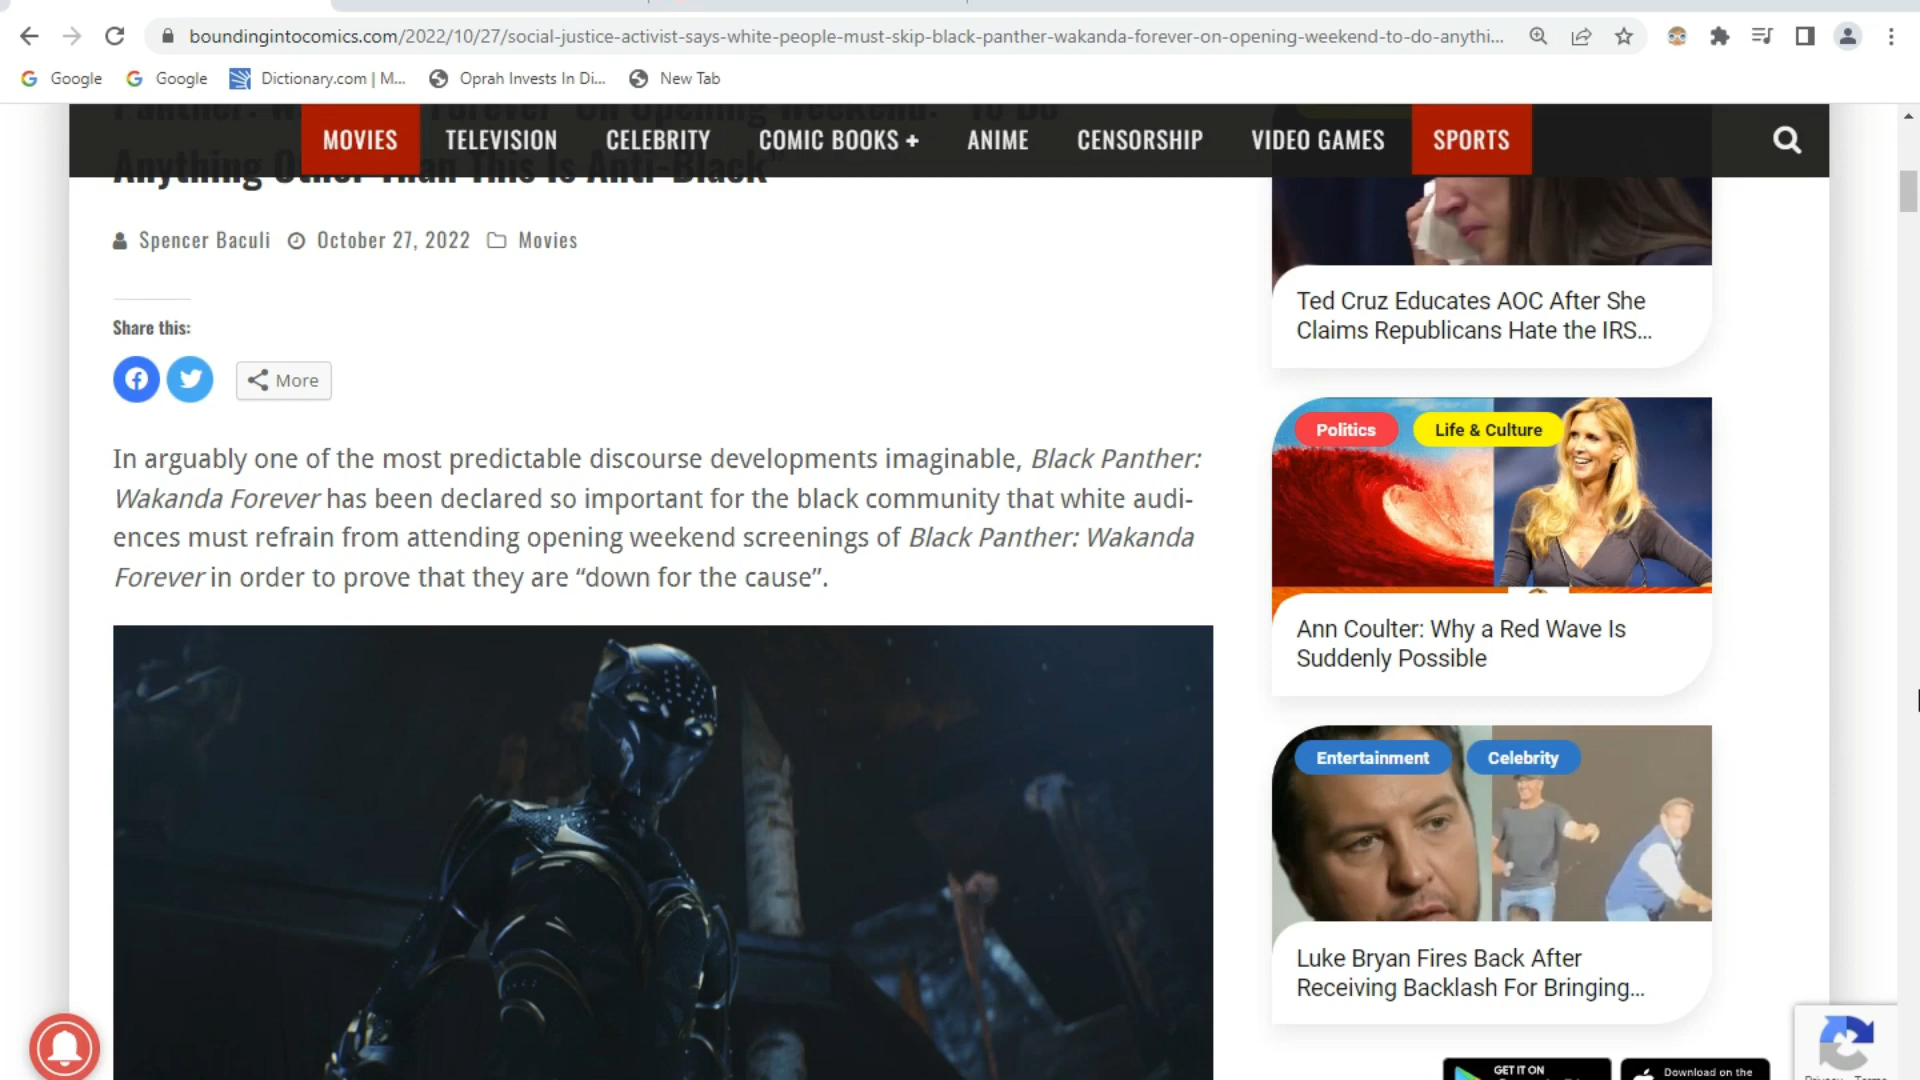 boundingintocomics.com/2022/10/27/social-justice-activist-says-white-people-must-skip-black-panther-wakanda-forever-on-opening-weekend-to-do-anythi...
Google
Google
Dictionary.com | M...
Oprah Invests In Di...
New Tab
MOVIES
TELEVISION
CELEBRITY
COMIC BOOKS +
ANIME
CENSORSHIP
VIDEO GAMES
SPORTS
Anything Other Than This Is Anti-Black”
Spencer Baculi
October 27, 2022
Movies
Share this:
More
In arguably one of the most predictable discourse developments imaginable, Black Panther:
Wakanda Forever has been declared so important for the black community that white audi-
ences must refrain from attending opening weekend screenings of Black Panther: Wakanda
Forever in order to prove that they are “down for the cause”.
Ted Cruz Educates AOC After She
Claims Republicans Hate the IRS...
Politics
Life & Culture
Ann Coulter: Why a Red Wave Is
Suddenly Possible
Entertainment
Celebrity
Luke Bryan Fires Back After
Receiving Backlash For Bringing...
GET IT ON
Download on the